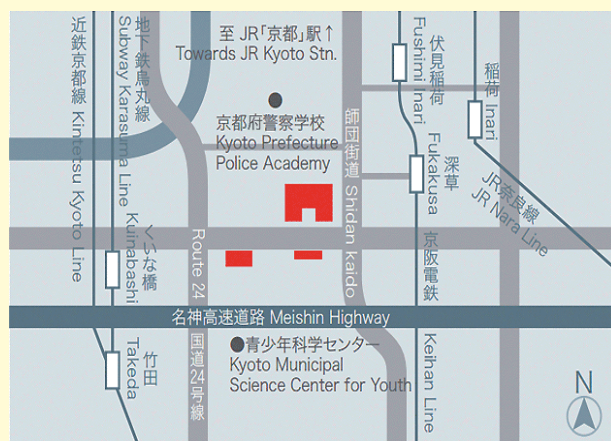 至 JR「京都」駅↑
Towards JR Kyoto Stn.
京都府警察学校
Kyoto Prefecture
Police Academy
近鉄京都線 Kintetsu Kyoto Line
地下鉄烏丸線
Subway Karasuma Line
くいな橋
Kuinabashi
竹田
Takeda
Route 24
国道24号線
師団街道 Shidan kaido
伏見稲荷
Fushimi Inari
深草
Fukakusa
京阪電鉄
Keihan Line
稲荷 Inari
JR奈良線
JR Nara Line
名神高速道路 Meishin Highway
●青少年科学センター
Kyoto Municipal
Science Center for Youth
N